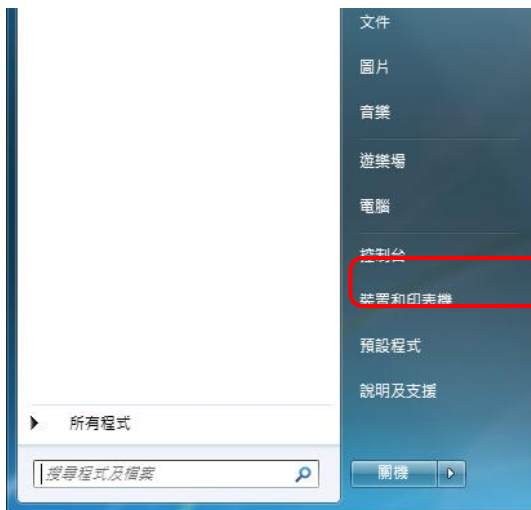 文件
圖片
音樂
遊樂場
電腦
控制台
裝置和印表機
預設程式
說明及支援
所有程式
搜尋程式及檔案
關機